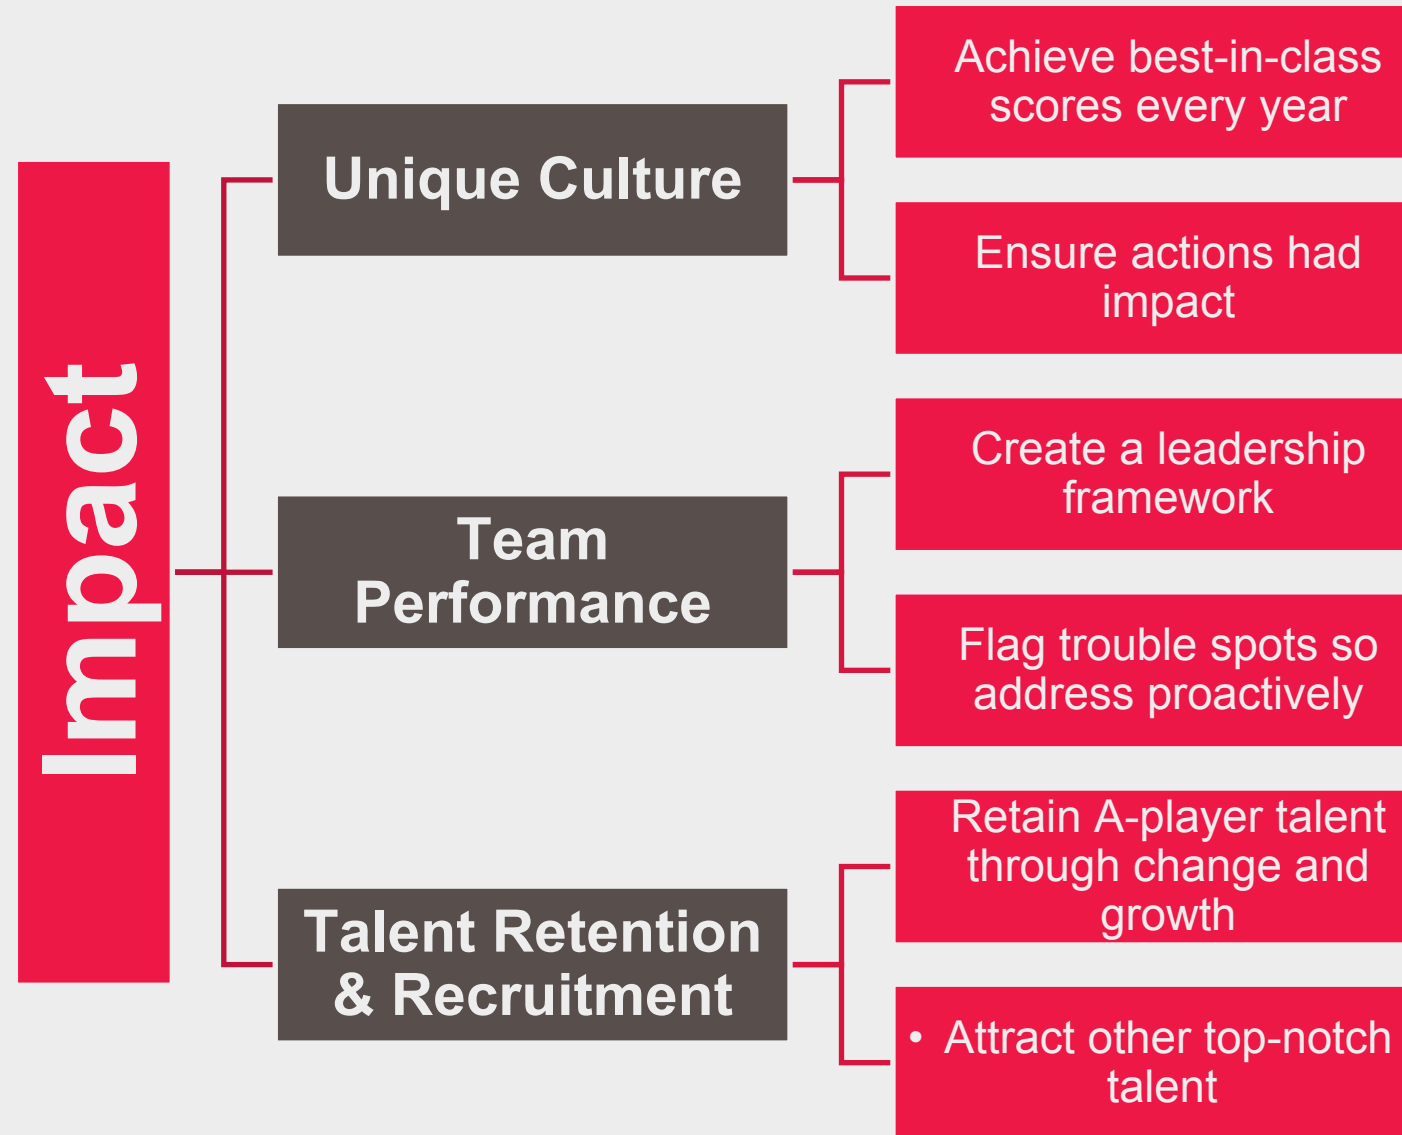 Impact
Unique Culture
Achieve best-in-class
scores every year
Ensure actions had
impact
Team
Performance
Create a leadership
framework
Flag trouble spots so
address proactively
Talent Retention
& Recruitment
Retain A-player talent
through change and
growth
• Attract other top-notch
talent